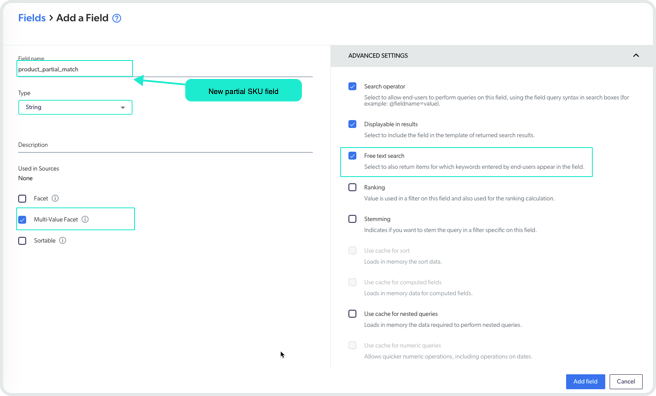 Fields > Add a Field
Field name
product_partial_match
New partial SKU field
Type
String
Description
Used in Sources
None
Facet
Multi-Value Facet
Sortable
ADVANCED SETTINGS
Search operator
Select to allow end-users to perform queries on this field, using the field query syntax in search boxes (for
example: @fieldname=value).
Displayable in results
Select to include the field in the template of returned search results.
Free text search
Select to also return items for which keywords entered by end-users appear in the field.
Ranking
Value is used in a filter on this field and also used for the ranking calculation.
Stemming
Indicates if you want to stem the query in a filter specific on this field.
Use cache for sort
Loads in memory the sort data.
Use cache for computed fields
Loads in memory data for computed fields.
Use cache for nested queries
Loads in memory the data required to perform nested queries.
Use cache for numeric queries
Allows quicker numeric operations, including operations on dates.
Add field
Cancel